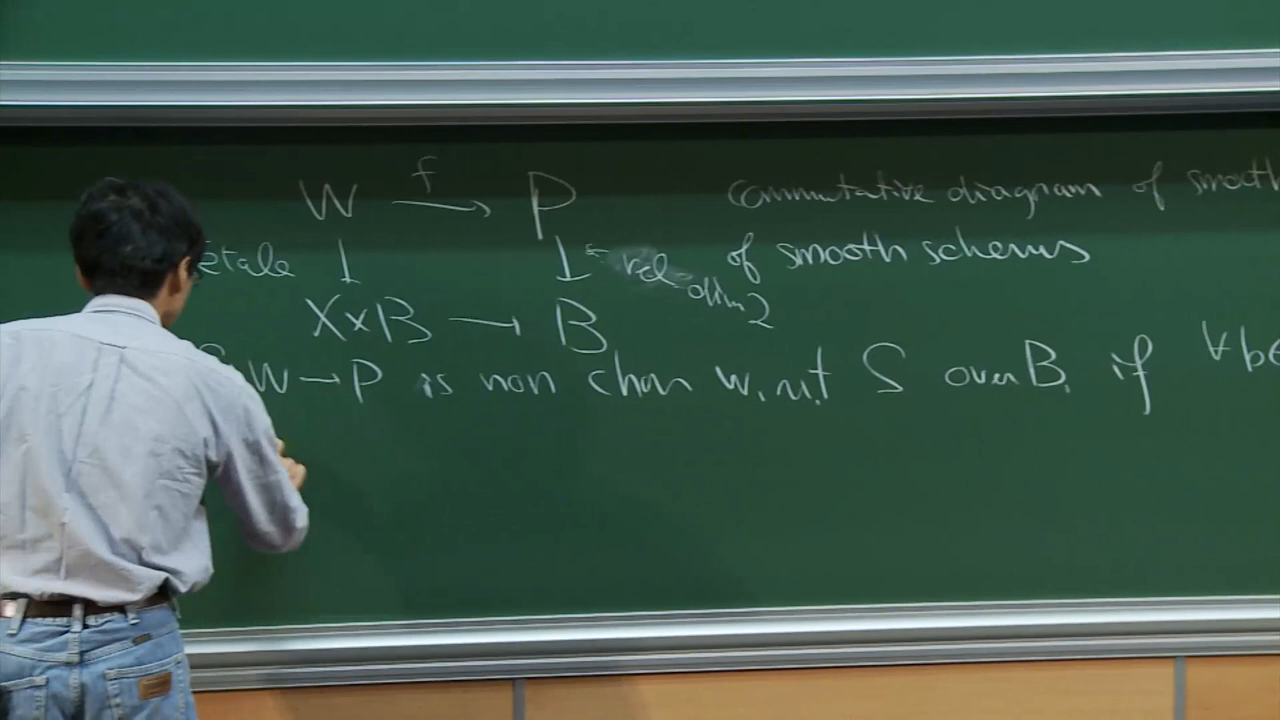 W —f→ P commutative diagram of smooth
étale ↓ ↓ ← rel dim 2 of smooth schemes
X×B → B
W → P is non char w.r.t S over B, if ∀b∈